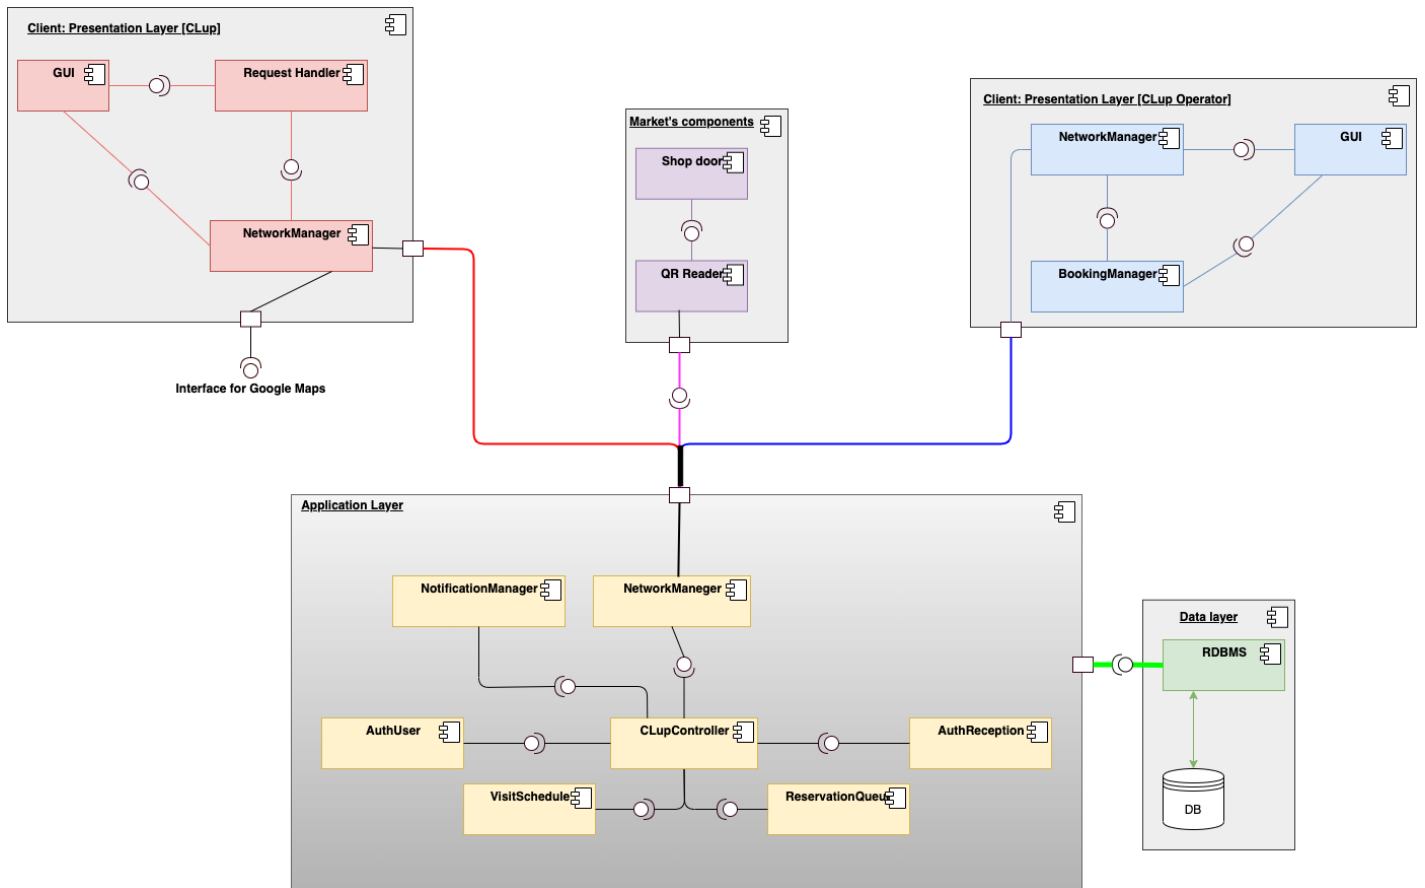 Client: Presentation Layer [CLup]
GUI
Request Handler
NetworkManager
Interface for Google Maps
Market's components
Shop door
QR Reader
Client: Presentation Layer [CLup Operator]
NetworkManager
GUI
BookingManager
Application Layer
NotificationManager
NetworkManeger
AuthUser
CLupController
AuthReception
VisitSchedule
ReservationQueue
Data layer
RDBMS
DB